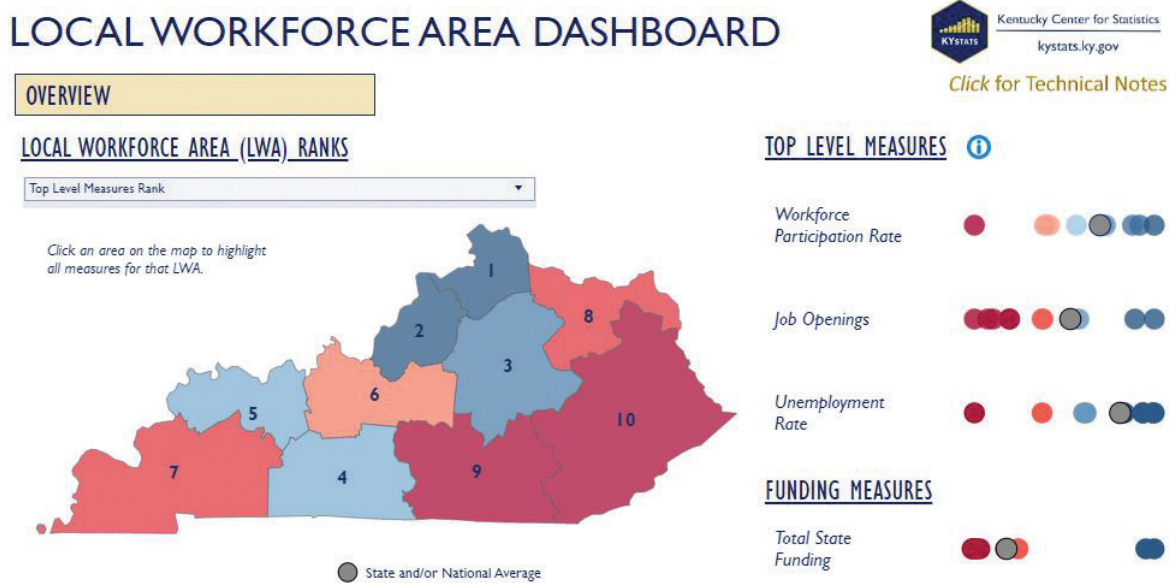 LOCAL WORKFORCE AREA DASHBOARD
KYSTATS
Kentucky Center for Statistics
kystats.ky.gov
Click for Technical Notes
OVERVIEW
LOCAL WORKFORCE AREA (LWA) RANKS
Top Level Measures Rank
Click an area on the map to highlight
all measures for that LWA.
1
2
3
4
5
6
7
8
9
10
State and/or National Average
TOP LEVEL MEASURES
Workforce
Participation Rate
Job Openings
Unemployment
Rate
FUNDING MEASURES
Total State
Funding